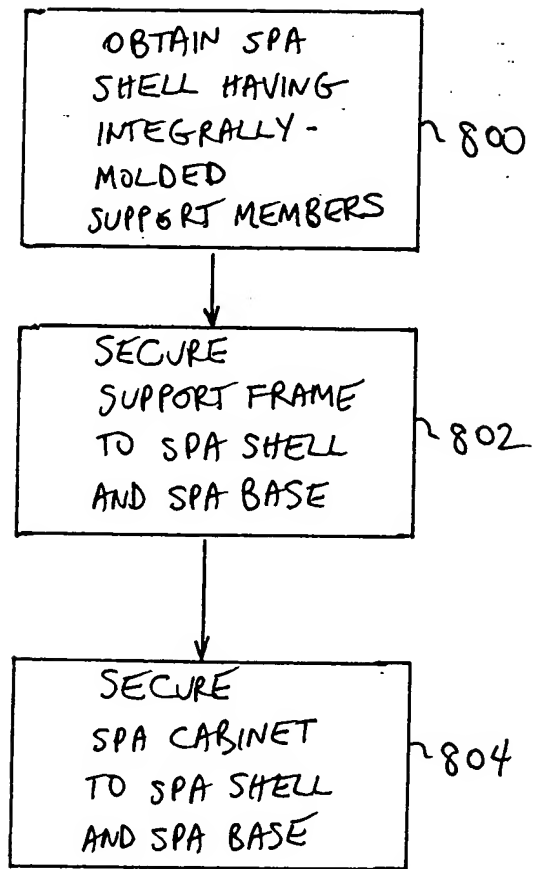 OBTAIN SPA
SHELL HAVING
INTEGRALLY-
MOLDED
SUPPORT MEMBERS
800
SECURE
SUPPORT FRAME
TO SPA SHELL
AND SPA BASE
802
SECURE
SPA CABINET
TO SPA SHELL
AND SPA BASE
804